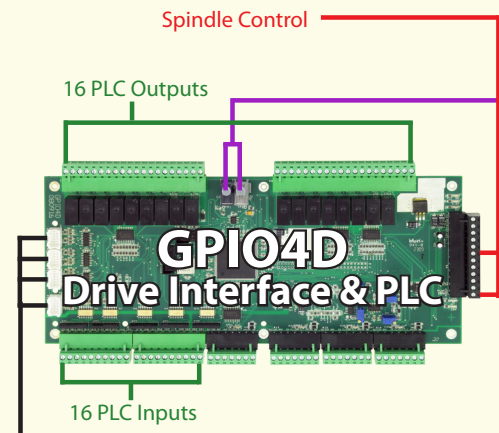 Spindle Control
16 PLC Outputs
GPIO4D
Drive Interface & PLC
16 PLC Inputs